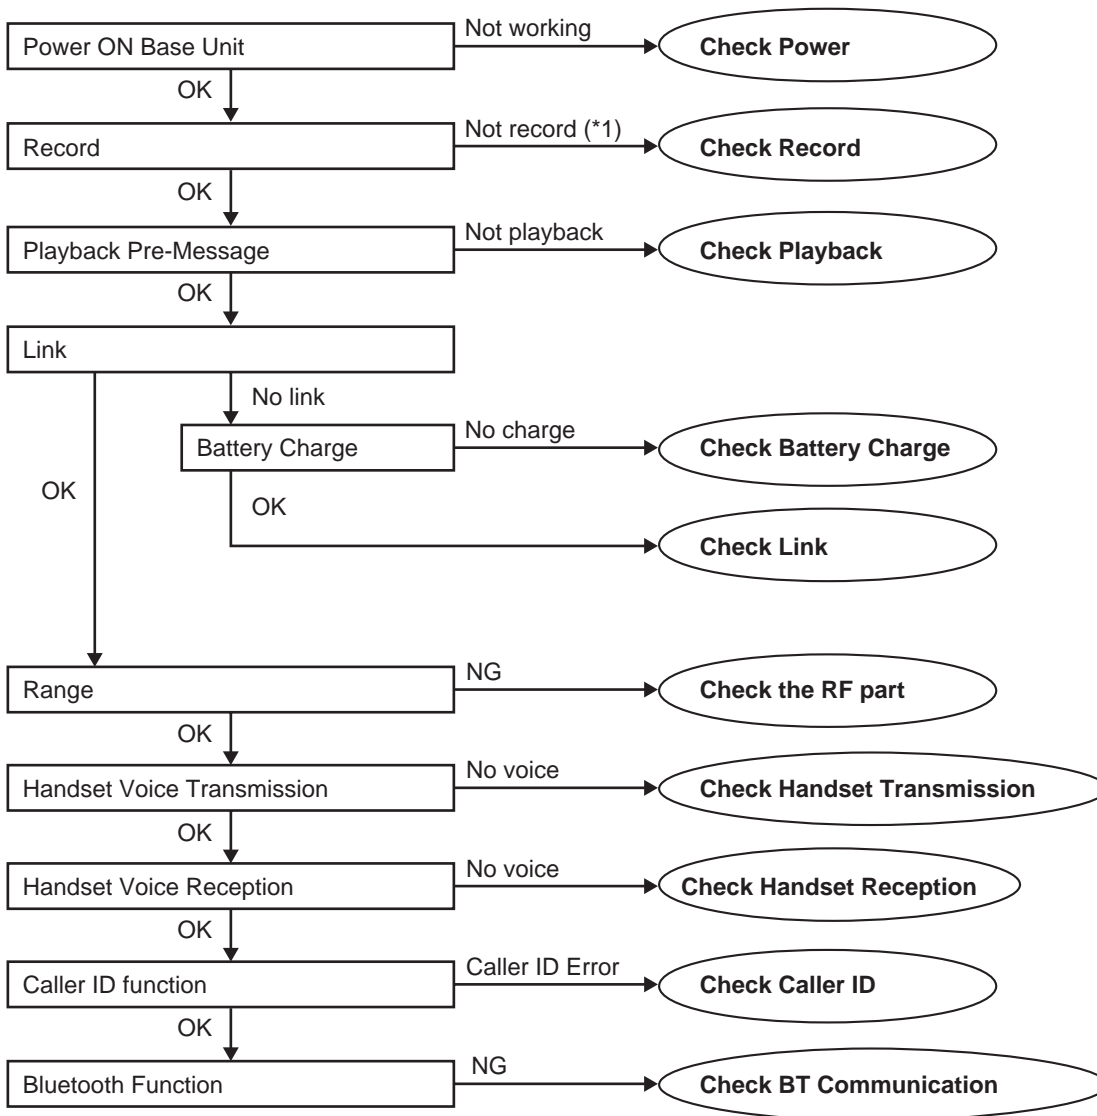 Power ON Base Unit
Not working
Check Power
OK
Record
Not record (*1)
Check Record
OK
Playback Pre-Message
Not playback
Check Playback
OK
Link
No link
Battery Charge
No charge
Check Battery Charge
OK
OK
Check Link
Range
NG
Check the RF part
OK
Handset Voice Transmission
No voice
Check Handset Transmission
OK
Handset Voice Reception
No voice
Check Handset Reception
OK
Caller ID function
Caller ID Error
Check Caller ID
OK
Bluetooth Function
NG
Check BT Communication